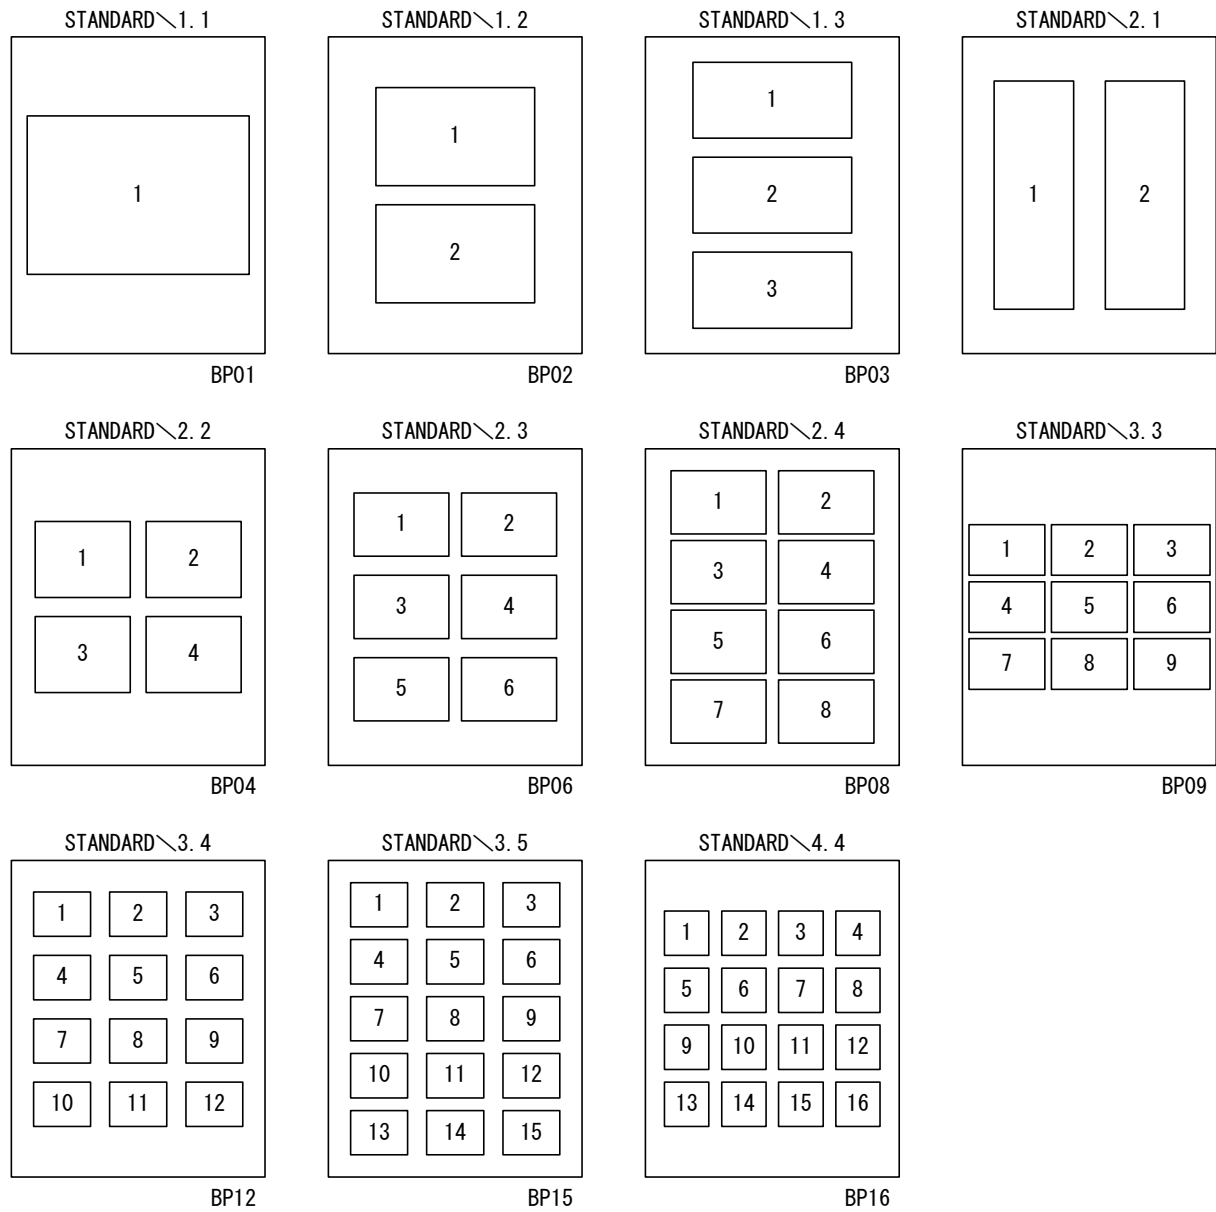 STANDARD＼1.1
STANDARD＼1.2
STANDARD＼1.3
STANDARD＼2.1
1
1
2
1
2
3
1 2
BP01
BP02
BP03
STANDARD＼2.2
STANDARD＼2.3
STANDARD＼2.4
STANDARD＼3.3
1 2
3 4
1 2
3 4
5 6
1 2
3 4
5 6
7 8
1 2 3
4 5 6
7 8 9
BP04
BP06
BP08
BP09
STANDARD＼3.4
STANDARD＼3.5
STANDARD＼4.4
1 2 3
4 5 6
7 8 9
10 11 12
1 2 3
4 5 6
7 8 9
10 11 12
13 14 15
1 2 3 4
5 6 7 8
9 10 11 12
13 14 15 16
BP12
BP15
BP16